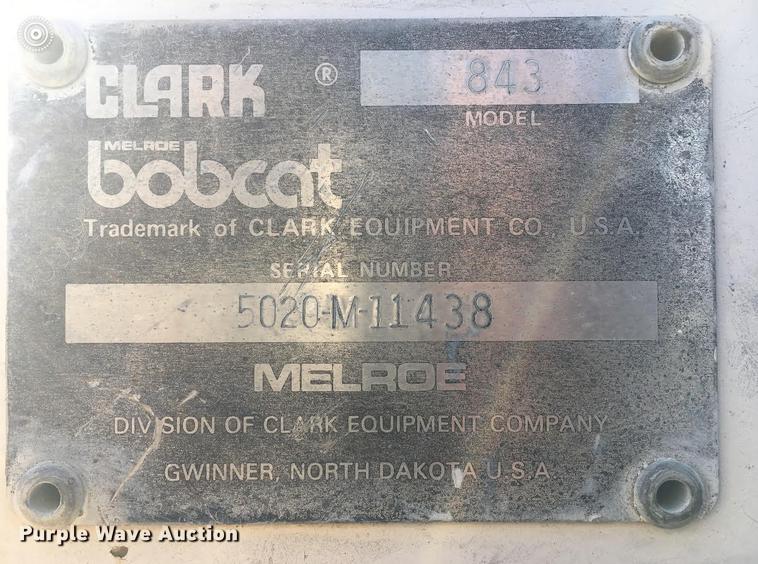 CLARK ® 843
MODEL
MELROE
bobcat
Trademark of CLARK EQUIPMENT CO., U.S.A.
SERIAL NUMBER
5020-M-11438
MELROE
DIVISION OF CLARK EQUIPMENT COMPANY
GWINNER, NORTH DAKOTA U.S.A.
Purple Wave Auction